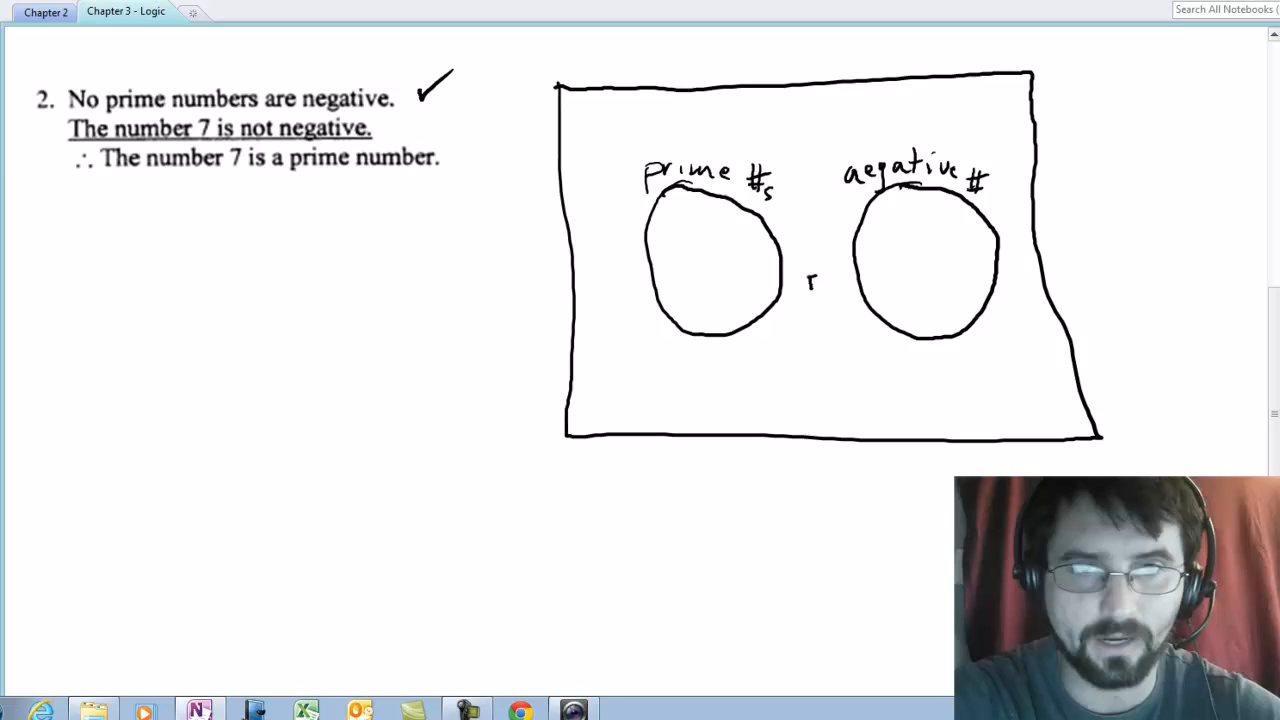 Chapter 2
Chapter 3 - Logic
Search All Notebooks (
2. No prime numbers are negative.
The number 7 is not negative.
∴ The number 7 is a prime number.
prime #s
negative #